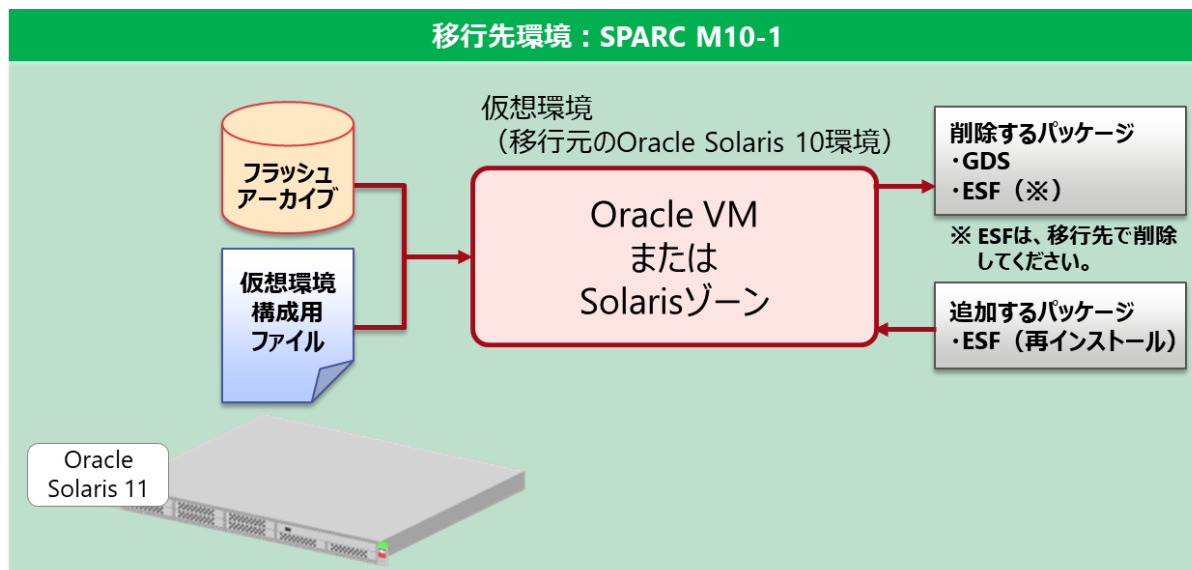 移行先環境：SPARC M10-1
フラッシュ
アーカイブ
仮想環境
構成用
ファイル
仮想環境
（移行元のOracle Solaris 10環境）
Oracle VM
または
Solarisゾーン
削除するパッケージ
・GDS
・ESF（※）
※ ESFは、移行先で削除
してください。
追加するパッケージ
・ESF（再インストール）
Oracle
Solaris 11